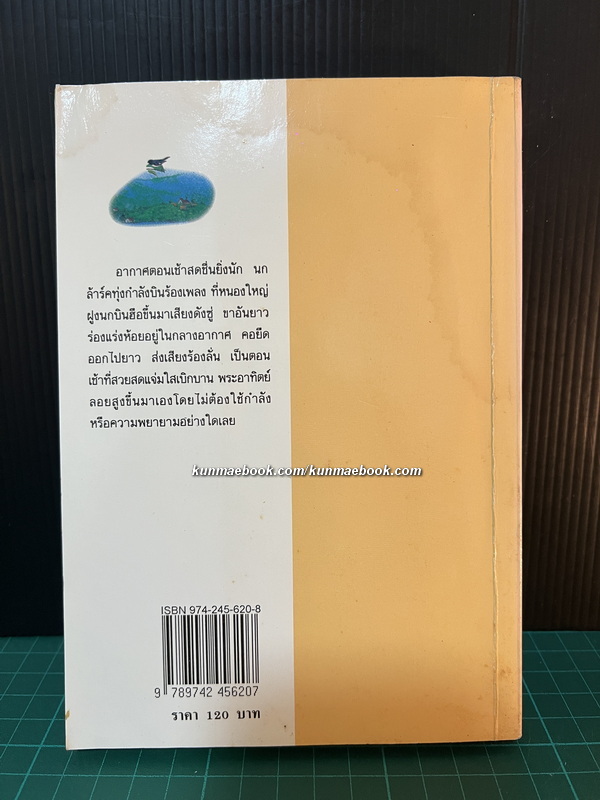 อากาศตอนเช้าสดชื่นยิ่งนัก นก
ล้าร์คทุ่งกำลังบินร้องเพลง ที่หนองใหญ่
ฝูงนกบินฮือขึ้นมาเสียงดังซู่ ขาอันยาว
ร่องแร่งห้อยอยู่ในกลางอากาศ คอยืด
ออกไปยาว ส่งเสียงร้องลั่น เป็นตอน
เช้าที่สวยสดแจ่มใสเบิกบาน พระอาทิตย์
ลอยสูงขึ้นมาเองโดยไม่ต้องใช้กำลัง
หรือความพยายามอย่างใดเลย
kunmaebook.com/kunmaebook.com
ISBN 974-245-620-8
9 789742 456207
ราคา 120 บาท